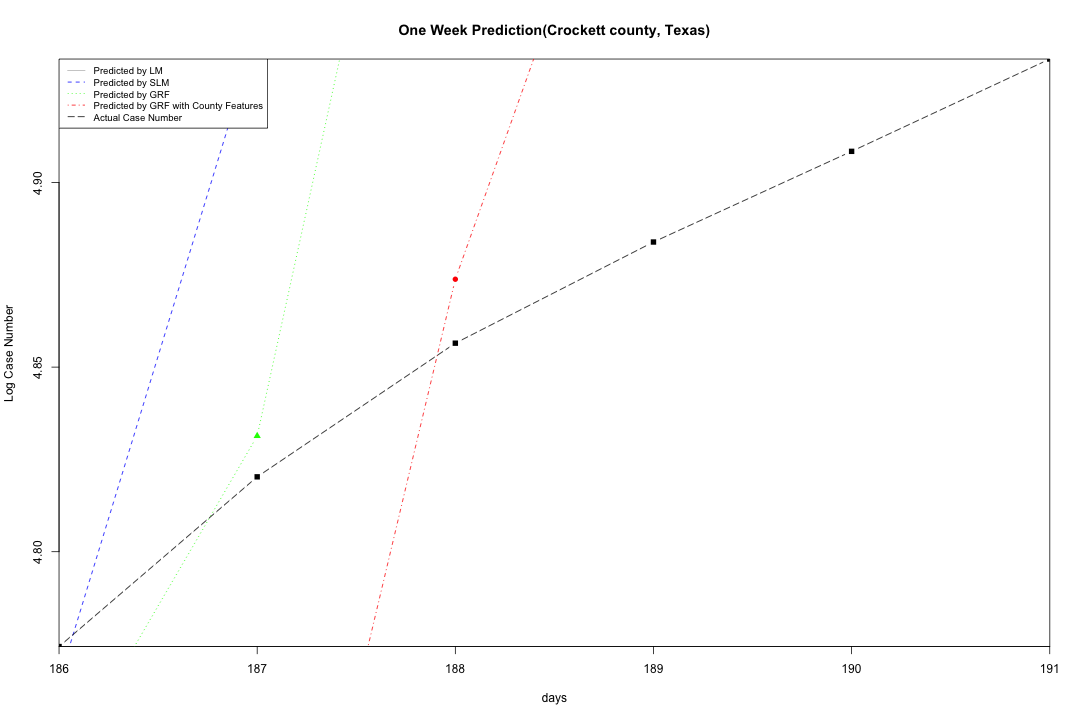 One Week Prediction(Crockett county, Texas)
Predicted by LM
Predicted by SLM
Predicted by GRF
Predicted by GRF with County Features
Actual Case Number
Log Case Number
4.90
4.85
4.80
186 187 188 189 190 191
days